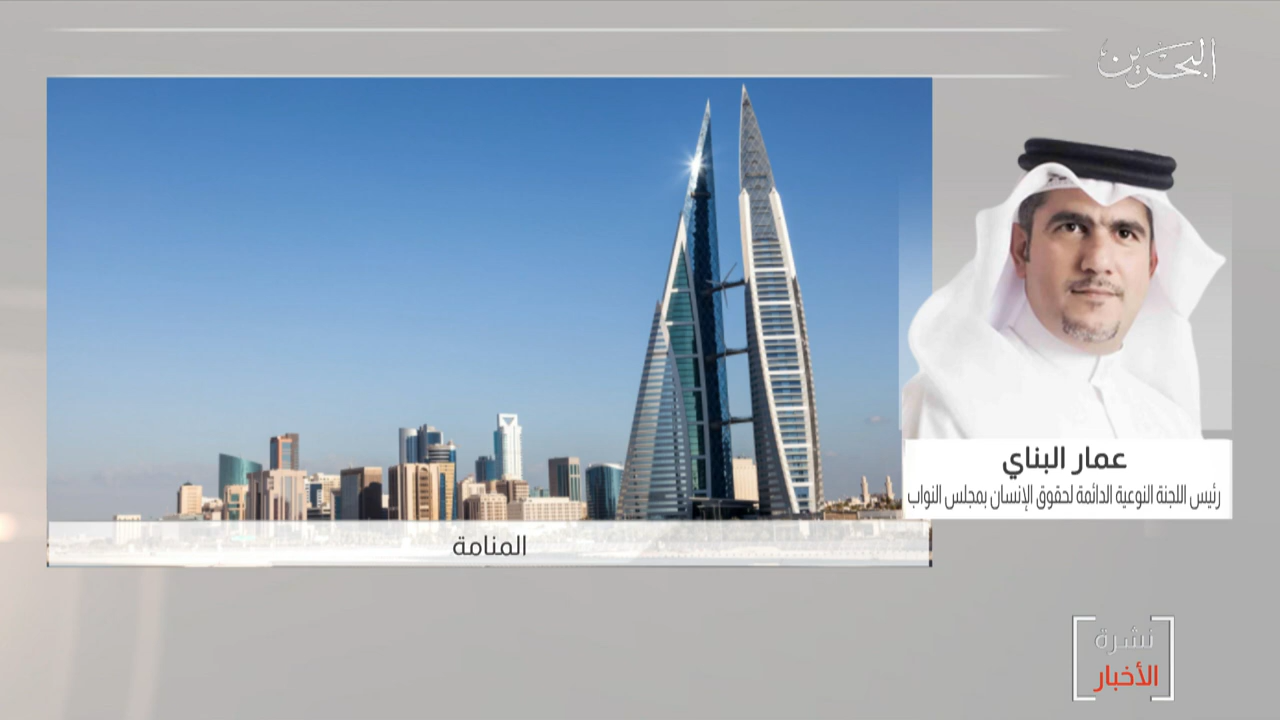 البحرين
عمار البناي
رئيس اللجنة النوعية الدائمة لحقوق الإنسان بمجلس النواب
المنامة
نشرة
الأخبار